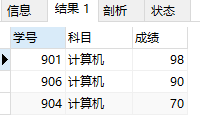 信息 结果 1 剖析 状态
学号 科目 成绩
901 计算机 98
906 计算机 90
904 计算机 70